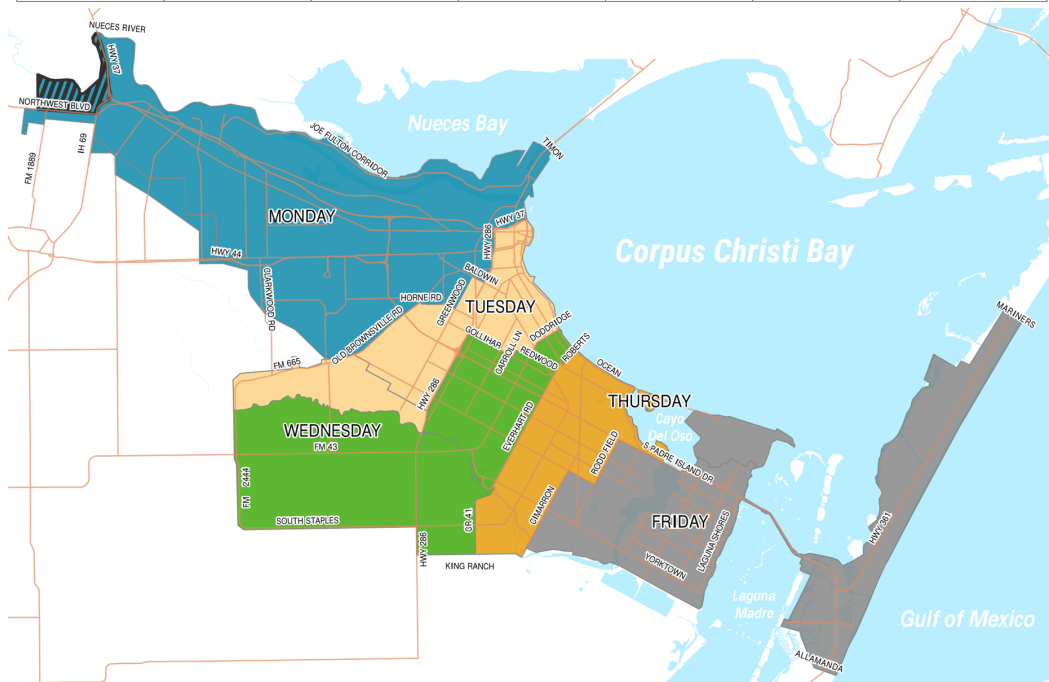 NUECES RIVER
HWY 37
NORTHWEST BLVD
IH 69
FM 1889
JOE FULTON CORRIDOR
Nueces Bay
TIMON
MONDAY
HWY 37
HWY 286
HWY 44
Corpus Christi Bay
CLARKWOOD RD
BALDWIN
HORNE RD
GREENWOOD
TUESDAY
OLD BROWNSVILLE RD
GOLLIHAR
CARROLL LN
DODDRIDGE
MARINERS
FM 665
REDWOOD
ROBERTS
OCEAN
HWY 286
THURSDAY
Cayo
Del Oso
WEDNESDAY
FM 43
EVERHART RD
RODD FIELD
S PADRE ISLAND DR
FM 2444
CIMARRON
SOUTH STAPLES
CR 41
FRIDAY
LAGUNA SHORES
HWY 361
HWY 286
KING RANCH
YORKTOWN
Laguna
Madre
Gulf of Mexico
ALLAMANDA